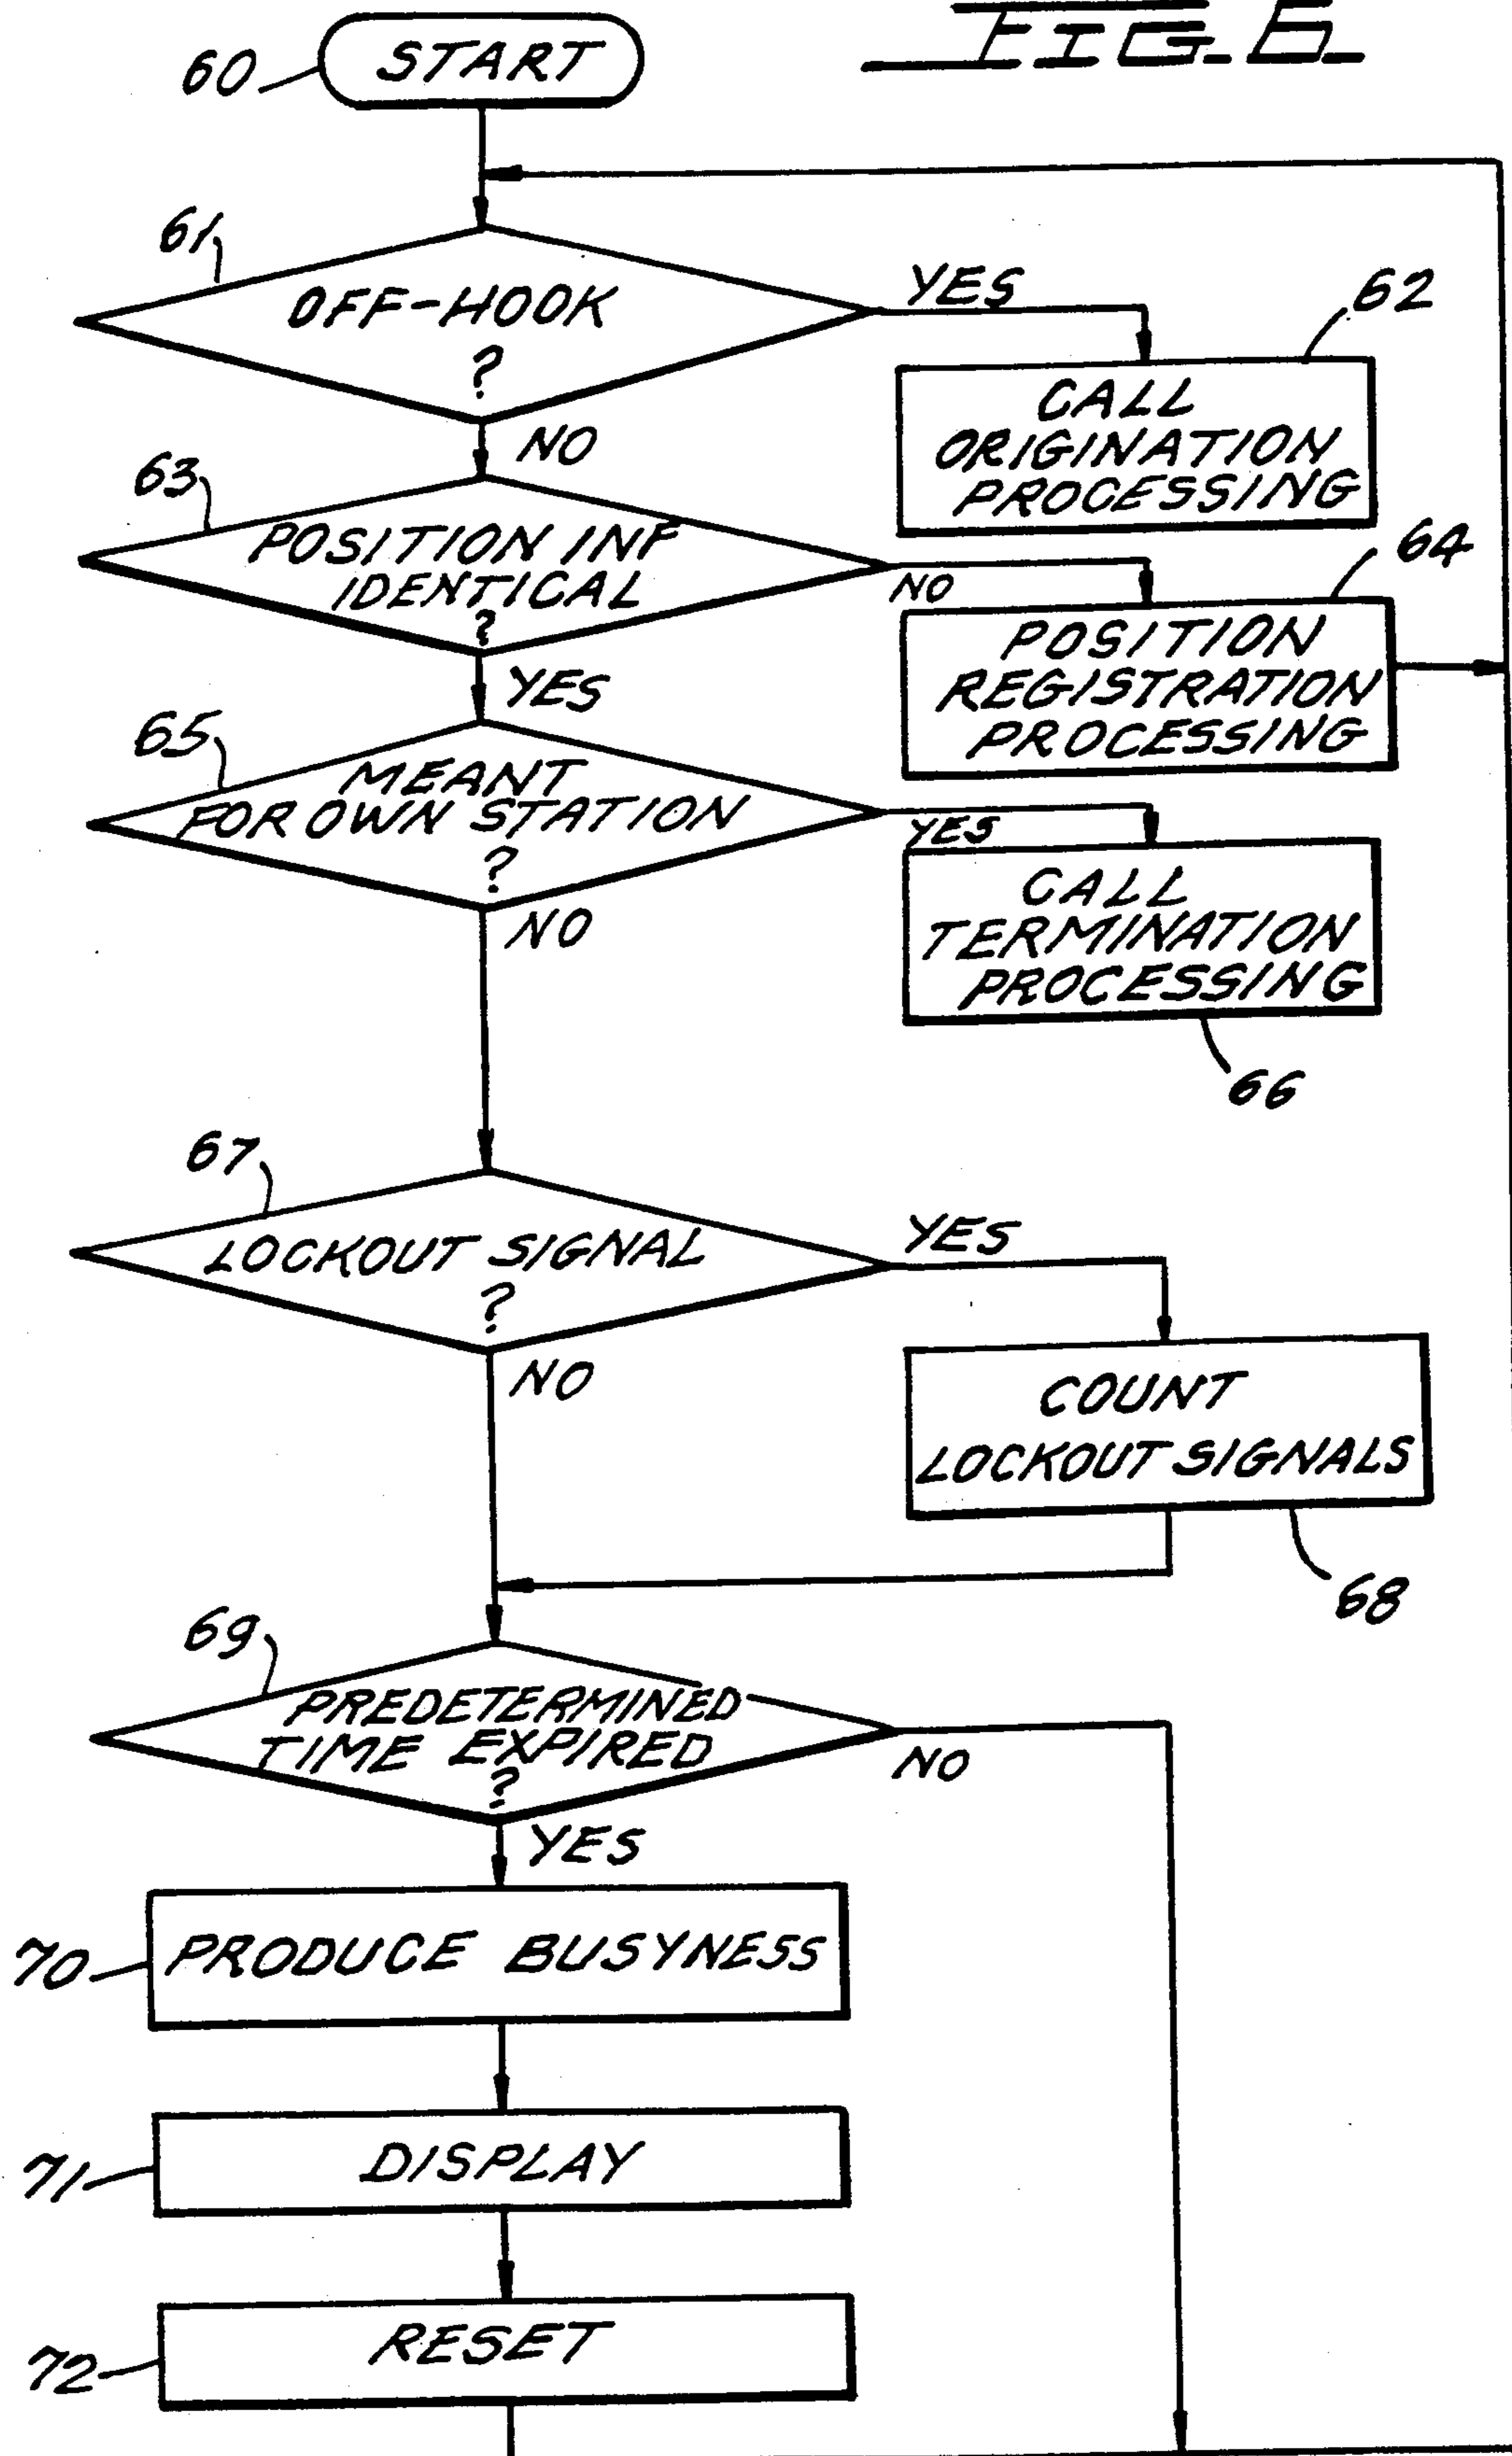 FIG. 6.
60
START
61
OFF-HOOK
?
YES
62
CALL
ORIGINATION
PROCESSING
NO
63
POSITION INF
IDENTICAL
?
NO
64
POSITION
REGISTRATION
PROCESSING
YES
65
MEANT
FOR OWN STATION
?
YES
CALL
TERMINATION
PROCESSING
66
NO
67
LOCKOUT SIGNAL
?
YES
COUNT
LOCKOUT SIGNALS
68
NO
69
PREDETERMINED
TIME EXPIRED
?
NO
YES
70
PRODUCE BUSYNESS
71
DISPLAY
72
RESET